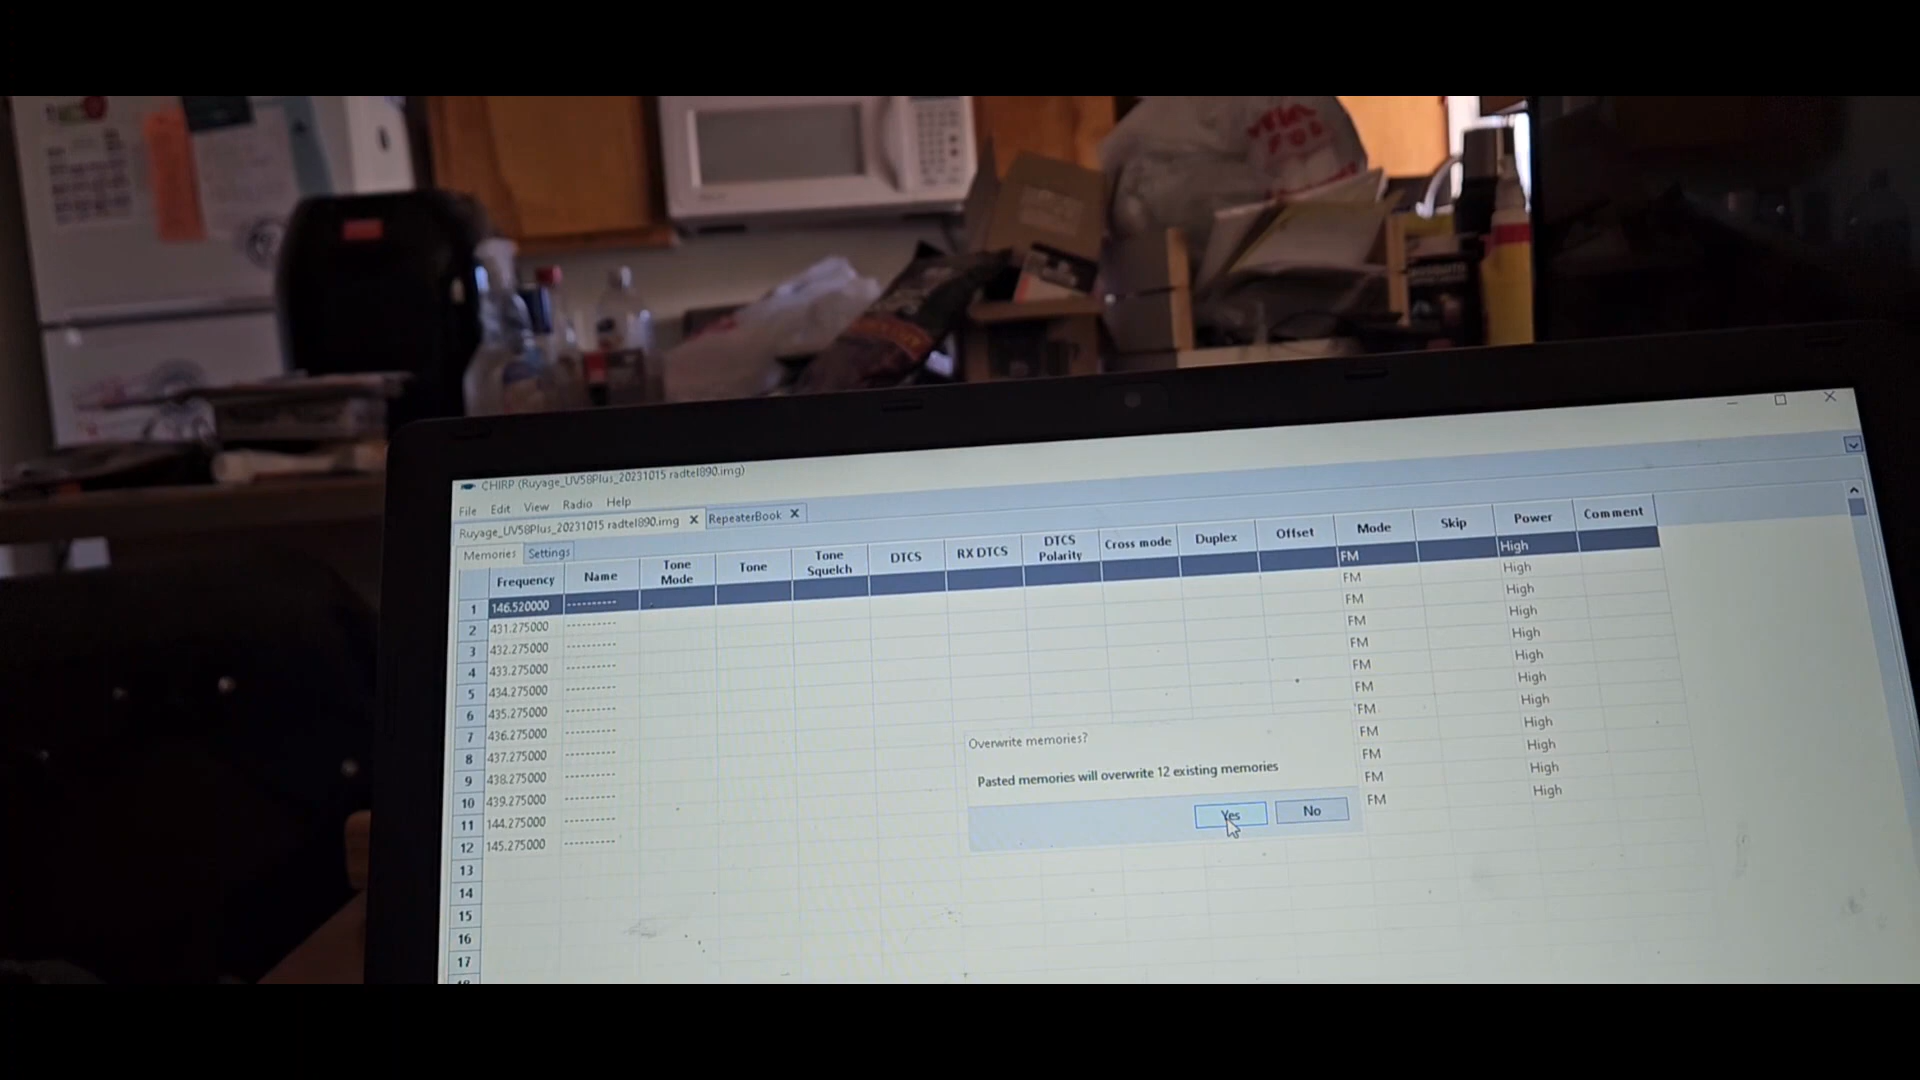 CHIRP (Ruyage_UV58Plus_20231015 radtel890.img)
File Edit View Radio Help
Ruyage_UV58Plus_20231015 radtel890.img RepeaterBook
Memories Settings
Frequency Name Tone Mode Tone Tone Squelch DTCS RX DTCS DTCS Polarity Cross mode Duplex Offset Mode Skip Power Comment
1 146.520000 ---------- FM High
2 431.275000 ---------- FM High
3 432.275000 ---------- FM High
4 433.275000 ---------- FM High
5 434.275000 ---------- FM High
6 435.275000 ---------- FM High
7 436.275000 ---------- FM High
8 437.275000 ---------- FM High
9 438.275000 ---------- FM High
10 439.275000 ---------- FM High
11 144.275000 ---------- FM High
12 145.275000 ---------- FM High
13
14
15
16
17
Overwrite memories?
Pasted memories will overwrite 12 existing memories
Yes No